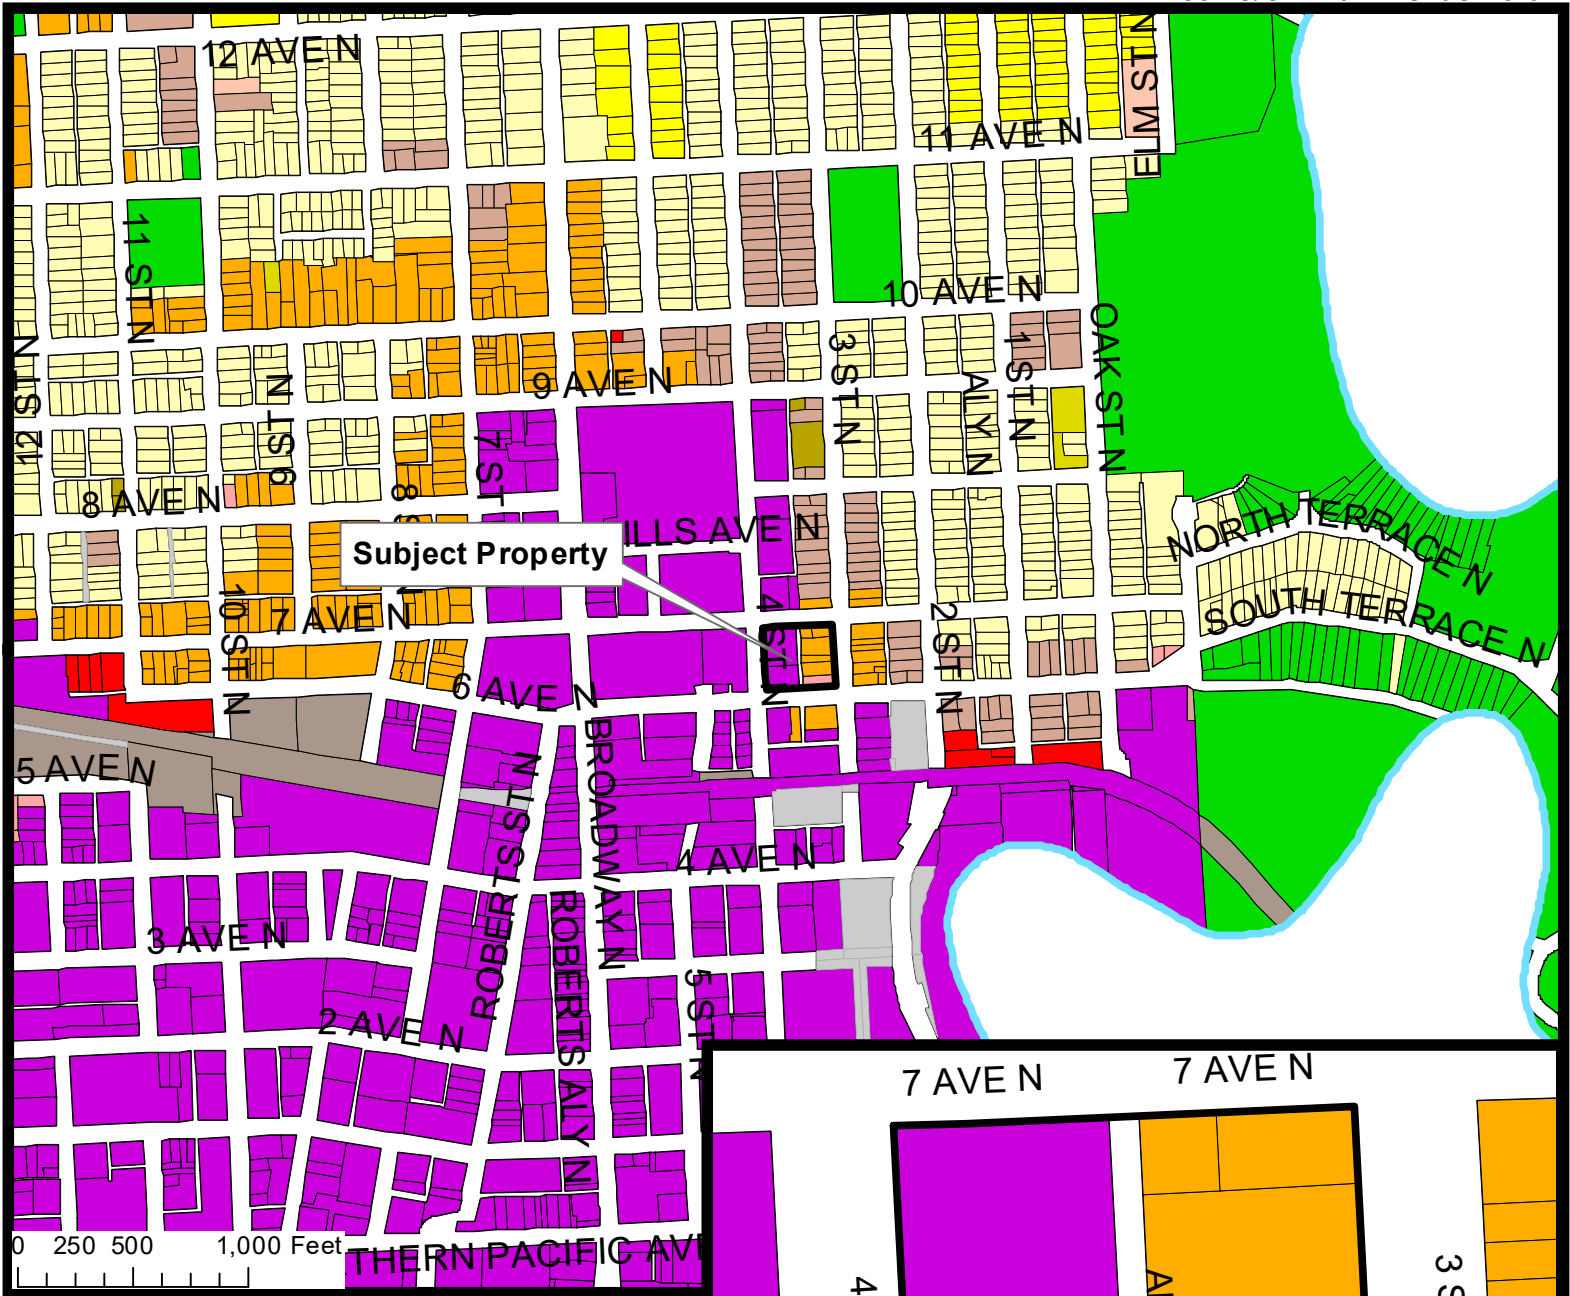 12 AVE N
ELM ST N
11 AVE N
11 ST N
10 AVE N
OAK ST N
3 ST N
1 ST N
12 ST N
9 AVE N
9 ST N
ALY N
7 ST
8 AVE N
8 S
ILLS AVE N
NORTH TERRACE N
Subject Property
10 ST N
7 AVE N
4 ST N
2 ST N
SOUTH TERRACE N
6 AVE N
BROADWAY N
5 AVE N
ROBERTS ST N
4 AVE N
3 AVE N
ROBERTS ALY N
5 ST N
2 AVE N
7 AVE N
7 AVE N
0 250 500 1,000 Feet
THERN PACIFIC AVE
4
3 S